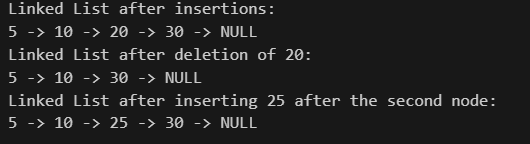 Linked List after insertions:
5 -> 10 -> 20 -> 30 -> NULL
Linked List after deletion of 20:
5 -> 10 -> 30 -> NULL
Linked List after inserting 25 after the second node:
5 -> 10 -> 25 -> 30 -> NULL